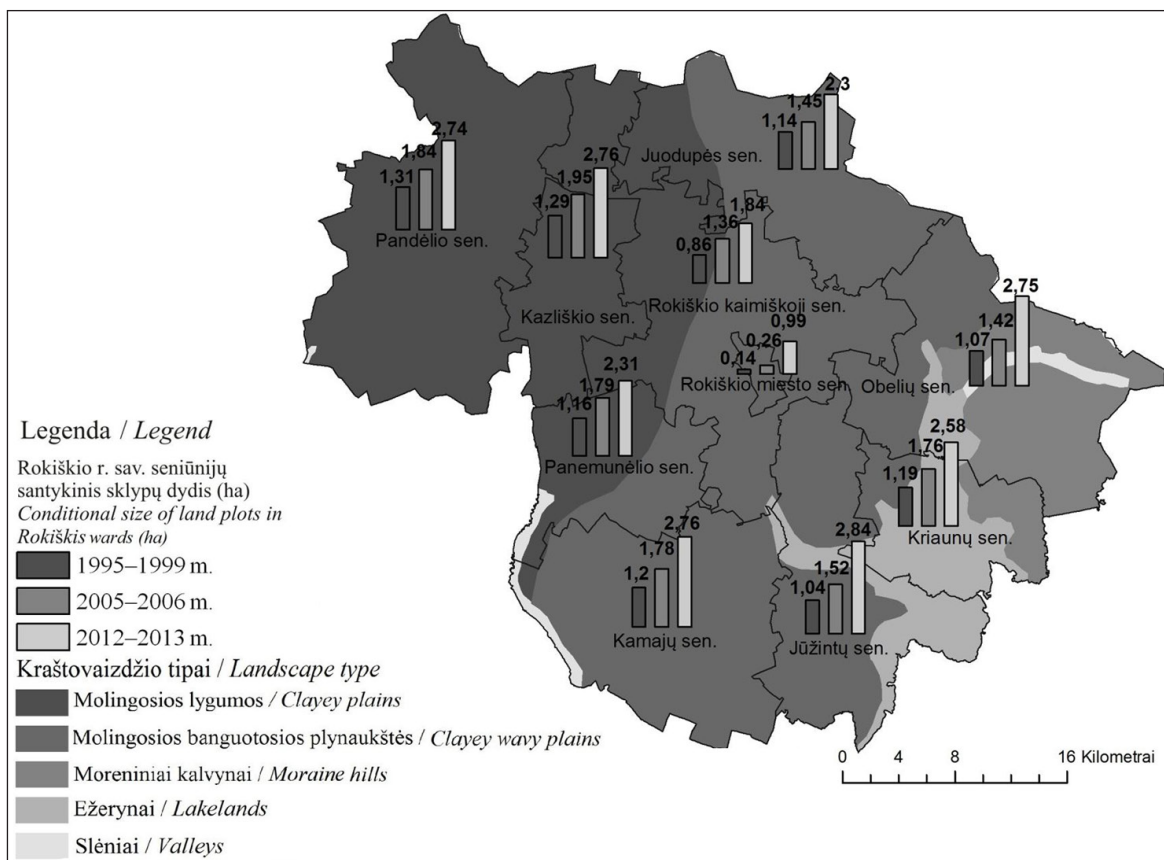 2,3
1,45
1,14
Juodupės sen.
2,74
1,84
1,31
Pandėlio sen.
2,76
1,95
1,29
Kazliškio sen.
1,84
1,36
0,86
Rokiškio kaimiškoji sen.
0,99
0,26
0,14
Rokiškio miesto sen.
2,75
1,42
1,07
Obelių sen.
2,31
1,79
1,16
Panemunėlio sen.
2,58
1,76
1,19
Kriaunų sen.
2,76
1,78
1,2
Kamajų sen.
2,84
1,52
1,04
Jūžintų sen.
Legenda / Legend
Rokiškio r. sav. seniūnijų
santykinis sklypų dydis (ha)
Conditional size of land plots in
Rokiškis wards (ha)
1995–1999 m.
2005–2006 m.
2012–2013 m.
Kraštovaizdžio tipai / Landscape type
Molingosios lygumos / Clayey plains
Molingosios banguotosios plynaukštės / Clayey wavy plains
Moreniniai kalvynai / Moraine hills
Ežerynai / Lakelands
Slėniai / Valleys
0 4 8 16 Kilometrai